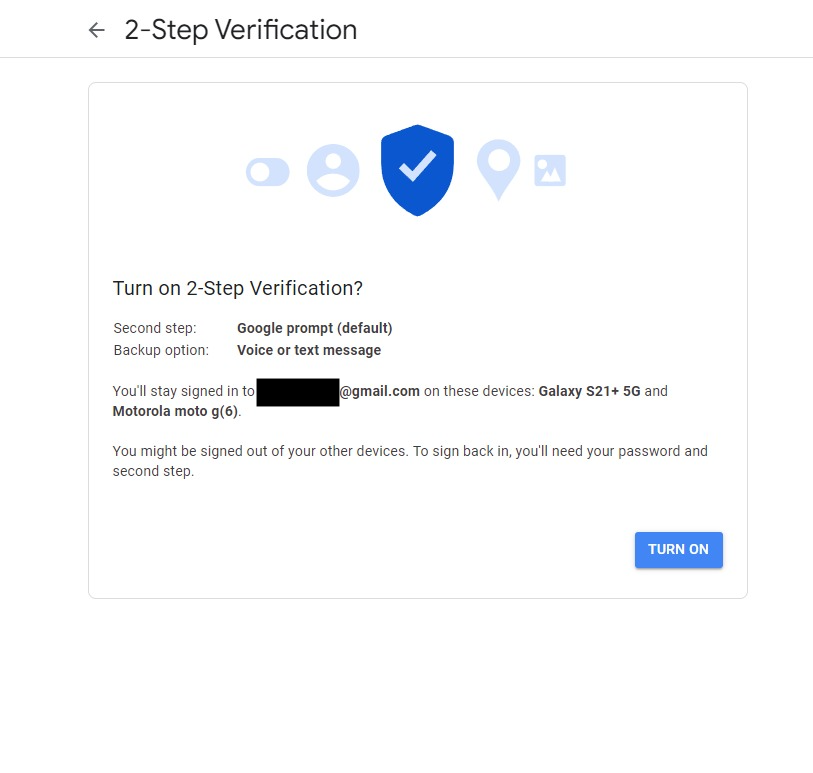 2-Step Verification
Turn on 2-Step Verification?
Second step: Google prompt (default)
Backup option: Voice or text message
You'll stay signed in to @gmail.com on these devices: Galaxy S21+ 5G and
Motorola moto g(6).
You might be signed out of your other devices. To sign back in, you'll need your password and
second step.
TURN ON